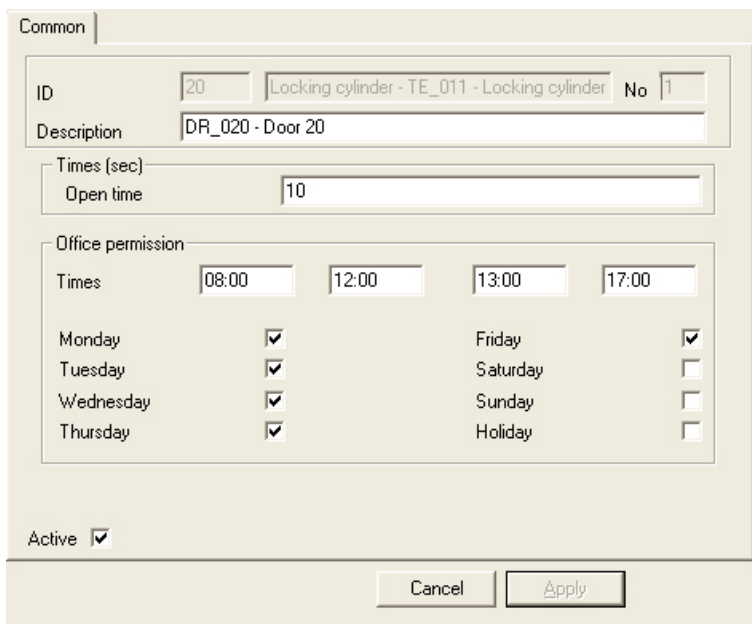 Common
ID 20 Locking cylinder - TE_011 - Locking cylinder No 1
Description DR_020 - Door 20
Times (sec)
Open time 10
Office permission
Times 08:00 12:00 13:00 17:00
Monday Friday
Tuesday Saturday
Wednesday Sunday
Thursday Holiday
Active
Cancel Apply